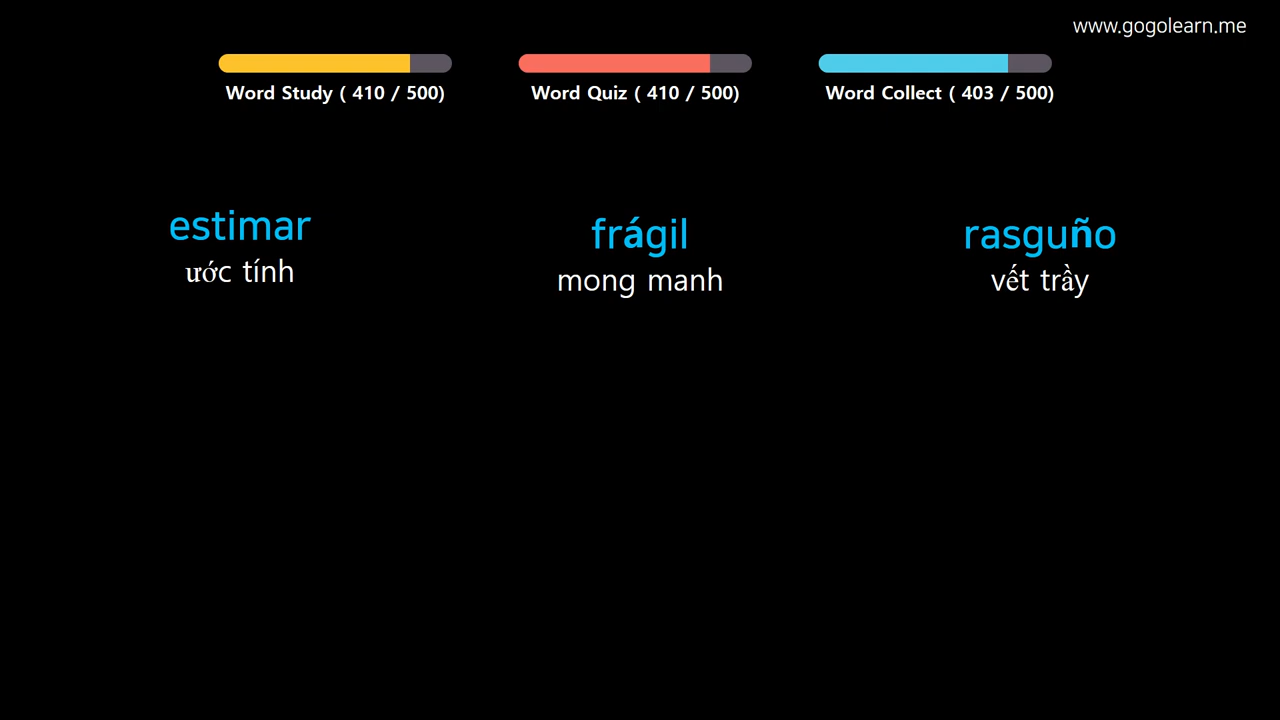 www.gogolearn.me
Word Study ( 410 / 500)
Word Quiz ( 410 / 500)
Word Collect ( 403 / 500)
estimar
ước tính
frágil
mong manh
rasguño
vết trầy